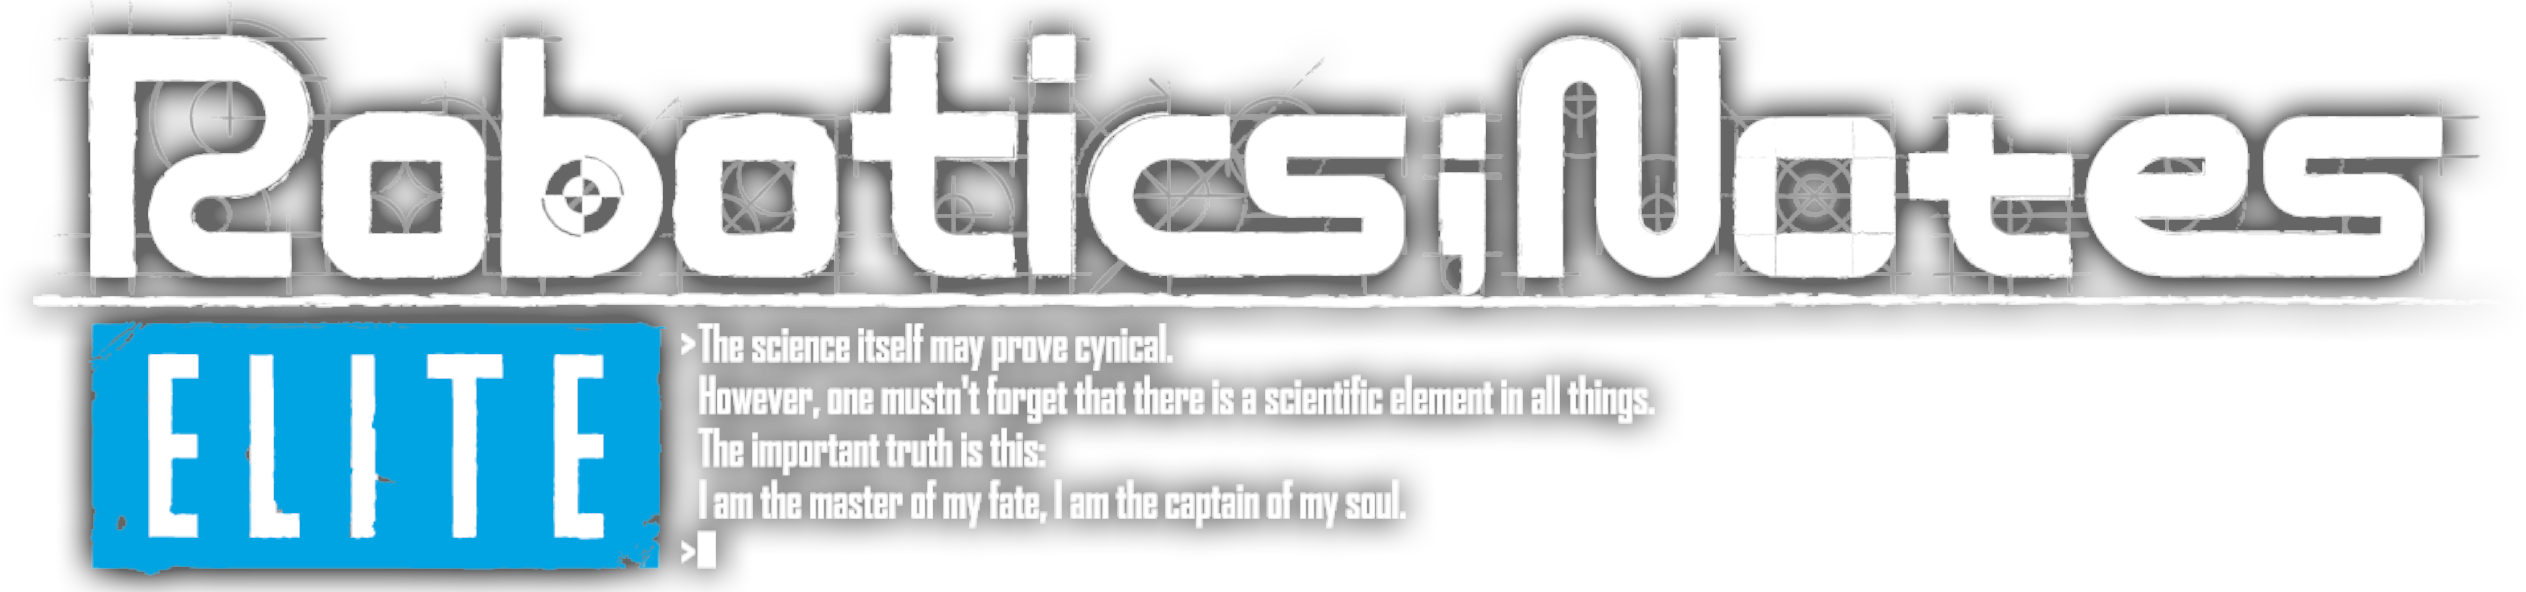 Robotics;Notes
ELITE
>The science itself may prove cynical.
However, one mustn't forget that there is a scientific element in all things.
The important truth is this:
I am the master of my fate, I am the captain of my soul.
>